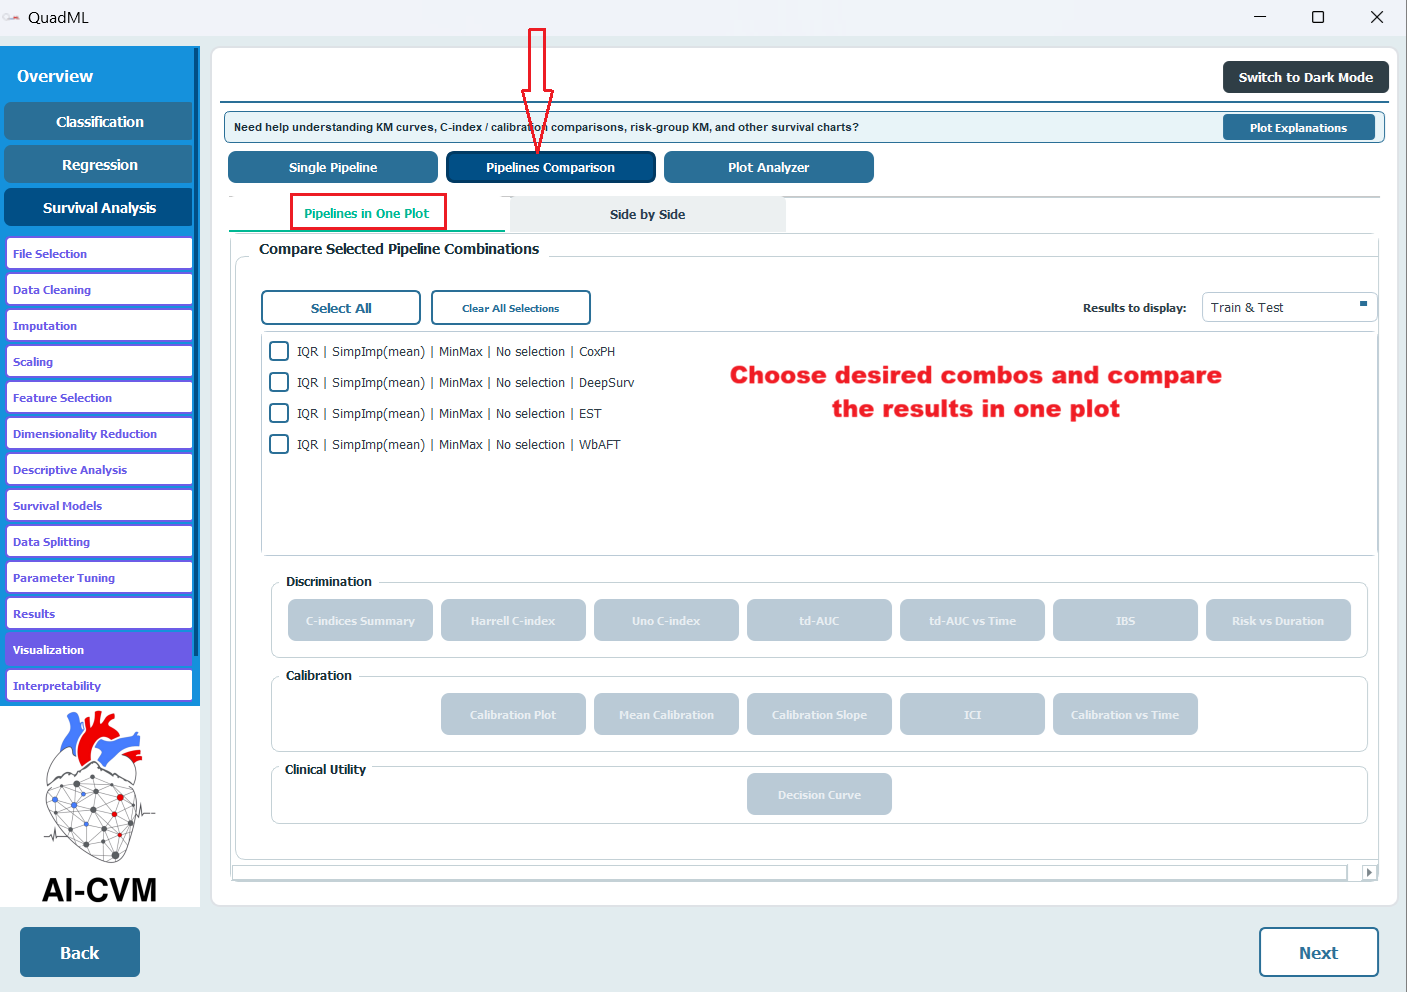 QuadML
Overview
Classification
Regression
Survival Analysis
File Selection
Data Cleaning
Imputation
Scaling
Feature Selection
Dimensionality Reduction
Descriptive Analysis
Survival Models
Data Splitting
Parameter Tuning
Results
Visualization
Interpretability
AI-CVM
Switch to Dark Mode
Need help understanding KM curves, C-index / calibration comparisons, risk-group KM, and other survival charts?
Plot Explanations
Single Pipeline
Pipelines Comparison
Plot Analyzer
Pipelines in One Plot
Side by Side
Compare Selected Pipeline Combinations
Select All
Clear All Selections
Results to display:
Train & Test
IQR | SimpImp(mean) | MinMax | No selection | CoxPH
IQR | SimpImp(mean) | MinMax | No selection | DeepSurv
IQR | SimpImp(mean) | MinMax | No selection | EST
IQR | SimpImp(mean) | MinMax | No selection | WbAFT
Choose desired combos and compare
the results in one plot
Discrimination
C-indices Summary
Harrell C-index
Uno C-index
td-AUC
td-AUC vs Time
IBS
Risk vs Duration
Calibration
Calibration Plot
Mean Calibration
Calibration Slope
ICI
Calibration vs Time
Clinical Utility
Decision Curve
Back
Next